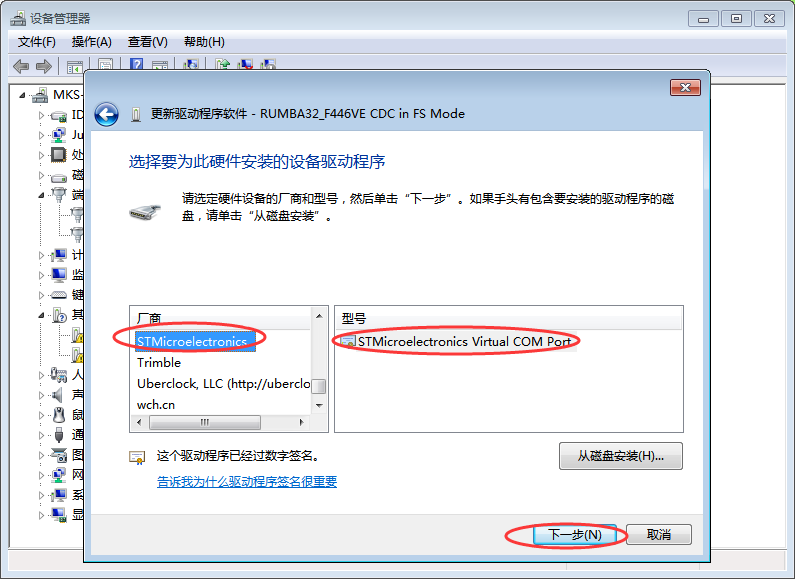 设备管理器
文件(F) 操作(A) 查看(V) 帮助(H)
MKS-
ID
Ju
处
磁
端
计
监
键
其
人
声
鼠
通
图
网
系
显
更新驱动程序软件 - RUMBA32_F446VE CDC in FS Mode
选择要为此硬件安装的设备驱动程序
请选定硬件设备的厂商和型号，然后单击“下一步”。如果手头有包含要安装的驱动程序的磁
盘，请单击“从磁盘安装”。
厂商
STMicroelectronics
Trimble
Uberclock, LLC (http://uberclo
wch.cn
型号
STMicroelectronics Virtual COM Port
这个驱动程序已经过数字签名。
告诉我为什么驱动程序签名很重要
从磁盘安装(H)...
下一步(N)
取消